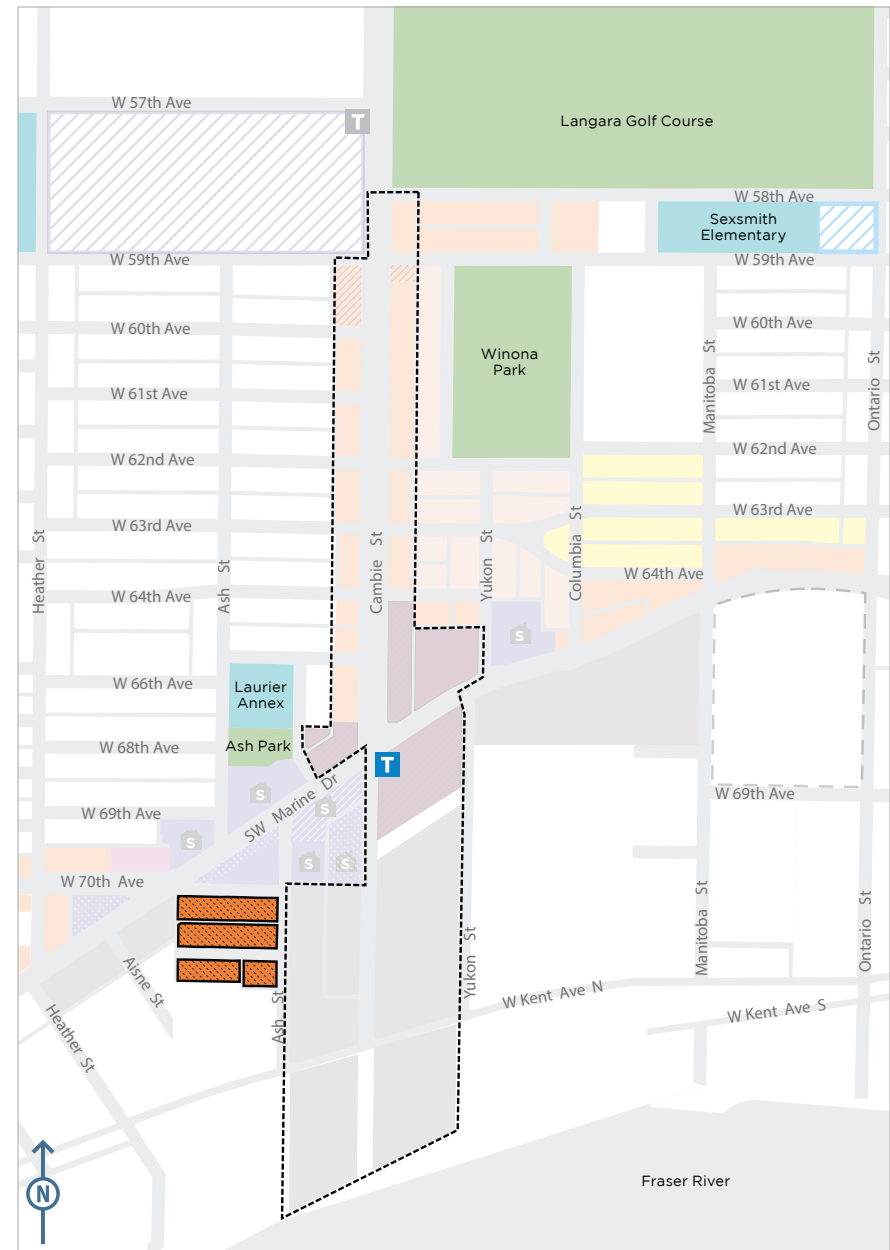 W 57th Ave
T
Langara Golf Course
W 58th Ave
Sexsmith
Elementary
W 59th Ave
W 59th Ave
W 60th Ave
W 60th Ave
Winona
Park
Manitoba St
Ontario St
W 61st Ave
W 61st Ave
W 62nd Ave
W 62nd Ave
W 63rd Ave
W 63rd Ave
Heather St
Ash St
Cambie St
Yukon St
Columbia St
W 64th Ave
W 64th Ave
S
W 66th Ave
Laurier
Annex
W 68th Ave
Ash Park
T
W 69th Ave
S
S
SW Marine Dr
W 69th Ave
S
S
S
W 70th Ave
Manitoba St
Ontario St
Yukon St
Aisne St
Ash St
W Kent Ave N
W Kent Ave S
Heather St
N
Fraser River